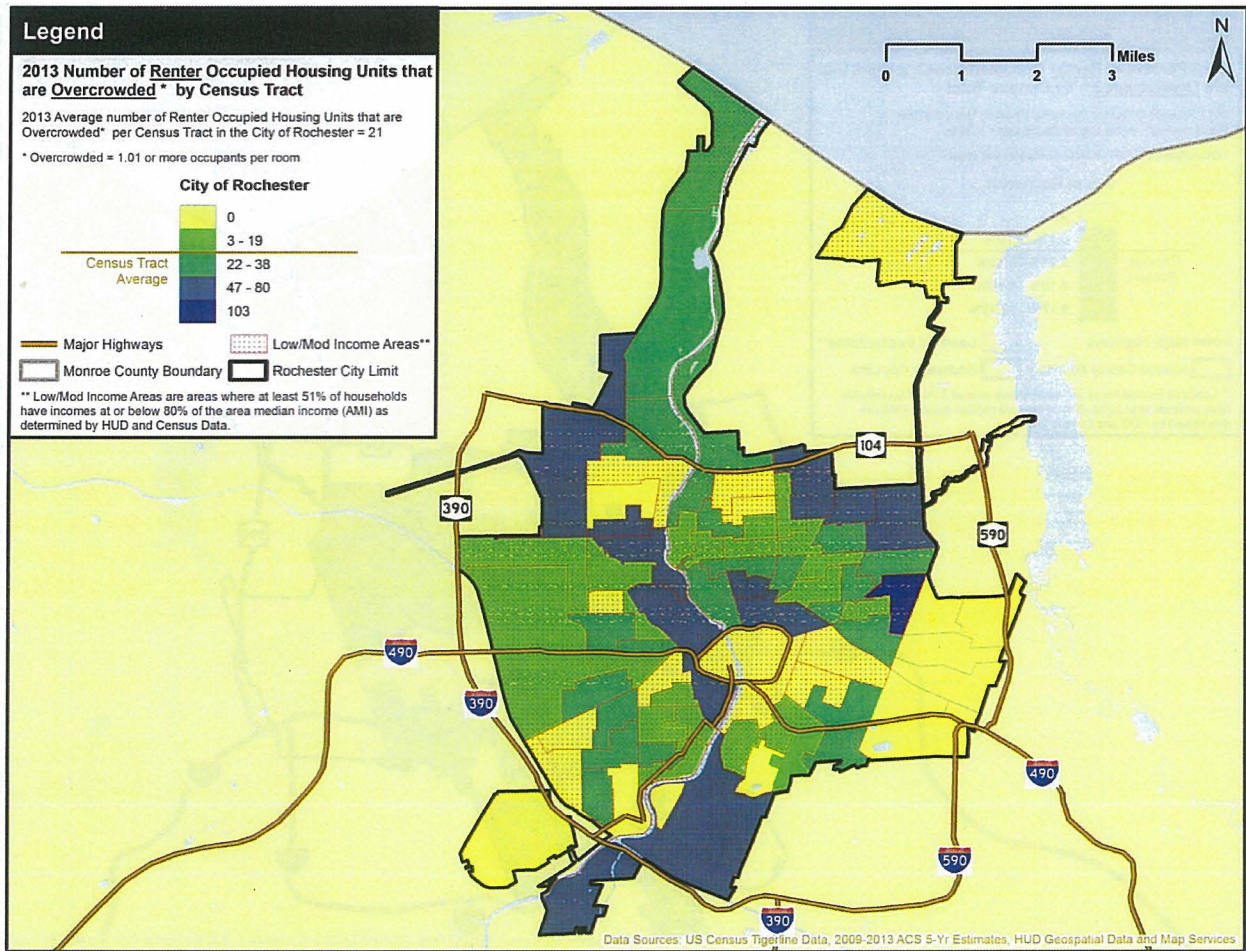 Legend
2013 Number of Renter Occupied Housing Units that
are Overcrowded * by Census Tract
2013 Average number of Renter Occupied Housing Units that are
Overcrowded* per Census Tract in the City of Rochester = 21
* Overcrowded = 1.01 or more occupants per room
City of Rochester
0
3 - 19
Census Tract
Average
22 - 38
47 - 80
103
Major Highways
Low/Mod Income Areas**
Monroe County Boundary
Rochester City Limit
** Low/Mod Income Areas are areas where at least 51% of households
have incomes at or below 80% of the area median income (AMI) as
determined by HUD and Census Data.
0 1 2 3 Miles
N
104
390
590
490
390
490
590
390
Data Sources: US Census Tigerline Data, 2009-2013 ACS 5-Yr Estimates, HUD Geospatial Data and Map Services